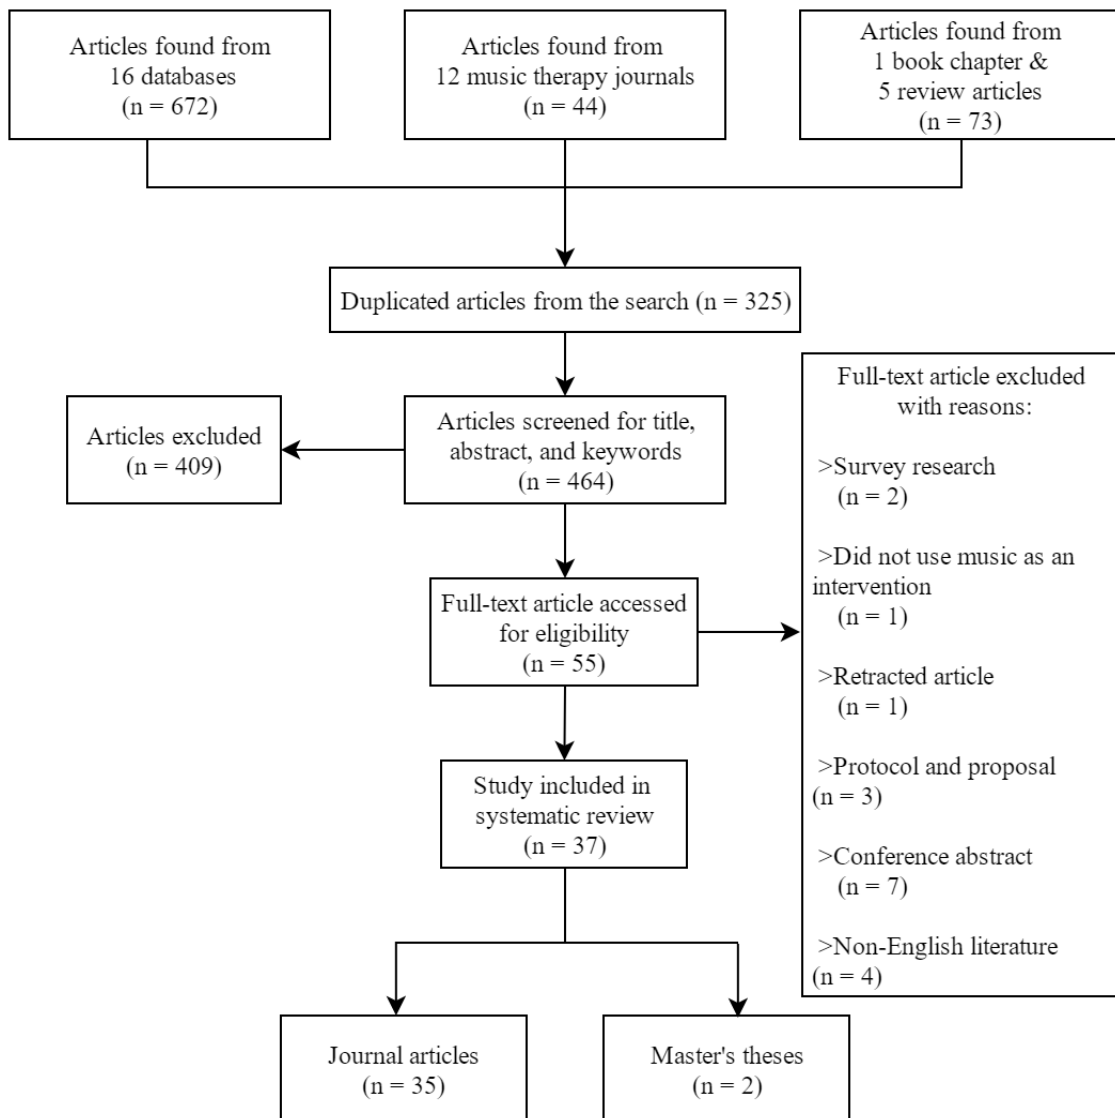 Articles found from
16 databases
(n = 672)
Articles found from
12 music therapy journals
(n = 44)
Articles found from
1 book chapter &
5 review articles
(n = 73)
Duplicated articles from the search (n = 325)
Articles excluded
(n = 409)
Articles screened for title,
abstract, and keywords
(n = 464)
Full-text article accessed
for eligibility
(n = 55)
Full-text article excluded
with reasons:
>Survey research
(n = 2)
>Did not use music as an
intervention
(n = 1)
>Retracted article
(n = 1)
>Protocol and proposal
(n = 3)
>Conference abstract
(n = 7)
>Non-English literature
(n = 4)
Study included in
systematic review
(n = 37)
Journal articles
(n = 35)
Master's theses
(n = 2)